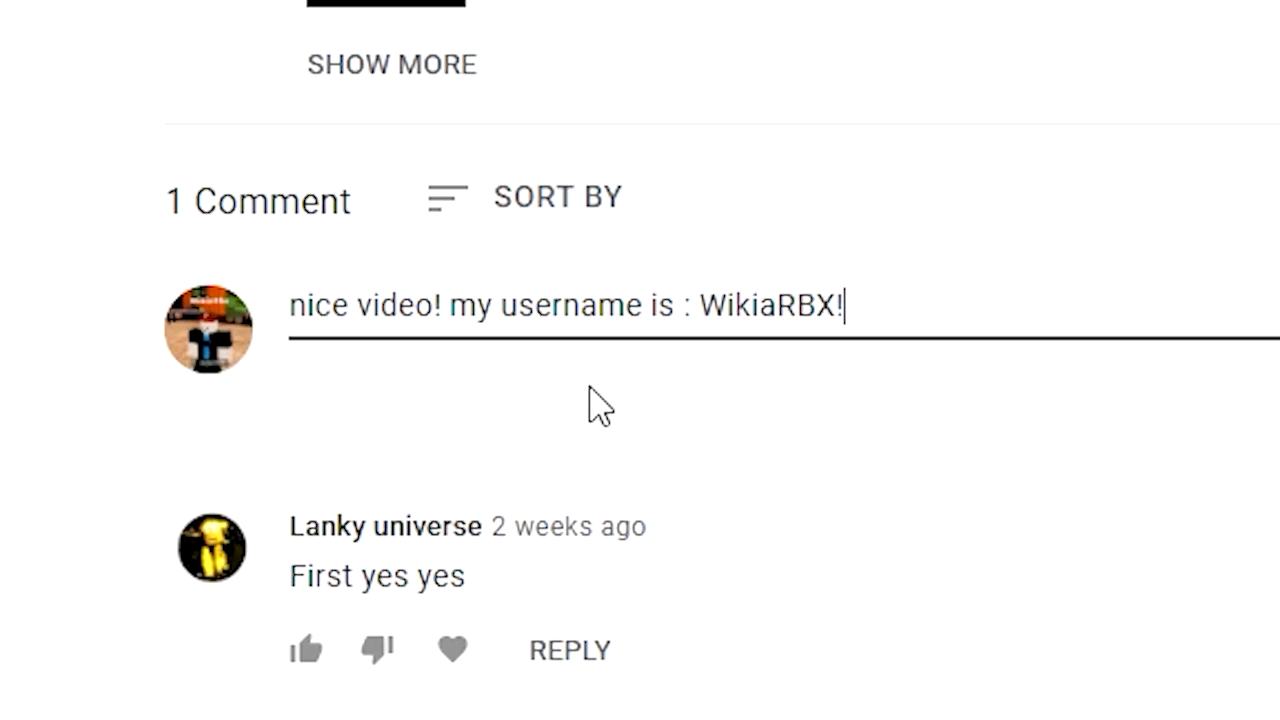 SHOW MORE
1 Comment
SORT BY
nice video! my username is : WikiaRBX!
Lanky universe 2 weeks ago
First yes yes
REPLY